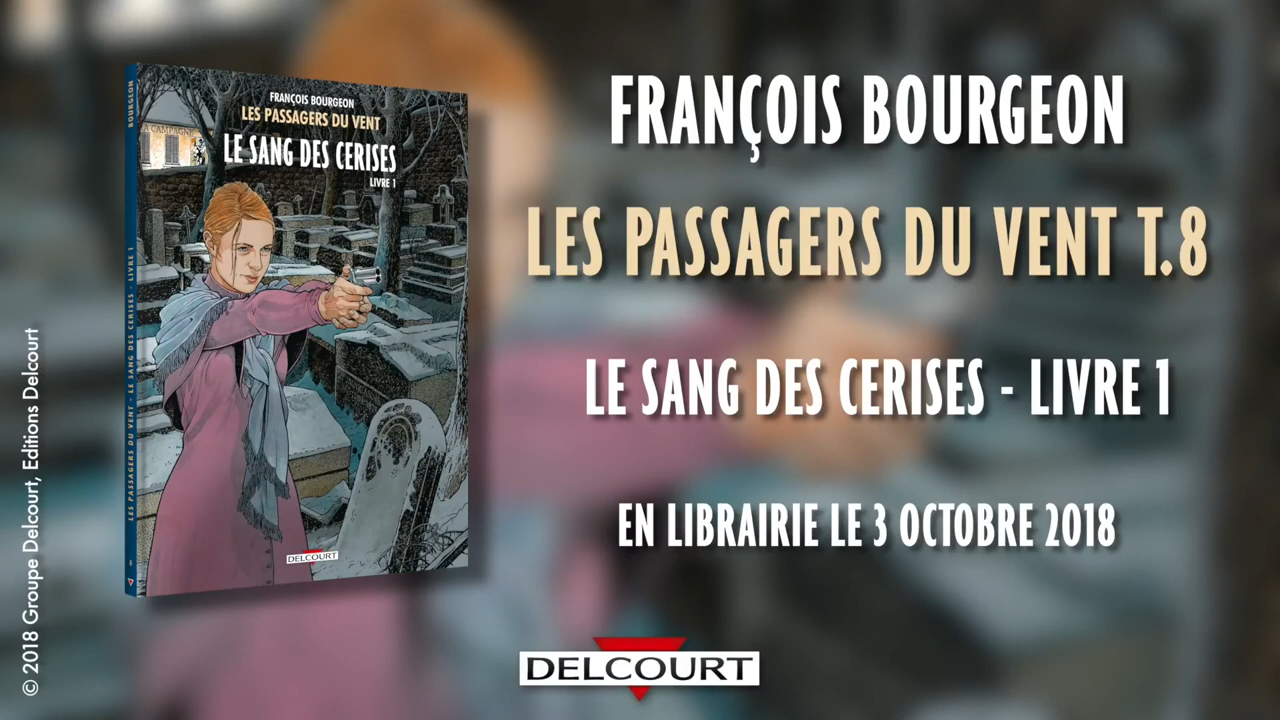 FRANÇOIS BOURGEON
LES PASSAGERS DU VENT T.8
LE SANG DES CERISES - LIVRE 1
EN LIBRAIRIE LE 3 OCTOBRE 2018
DELCOURT
© 2018 Groupe Delcourt, Editions Delcourt
BOURGEON
LES PASSAGERS DU VENT - LE SANG DES CERISES - LIVRE 1
A CAMPAGNE
FRANÇOIS BOURGEON
LES PASSAGERS DU VENT
LE SANG DES CERISES
LIVRE 1
DELCOURT